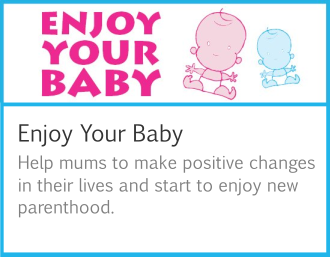 ENJOY
YOUR
BABY
Enjoy Your Baby
Help mums to make positive changes
in their lives and start to enjoy new
parenthood.